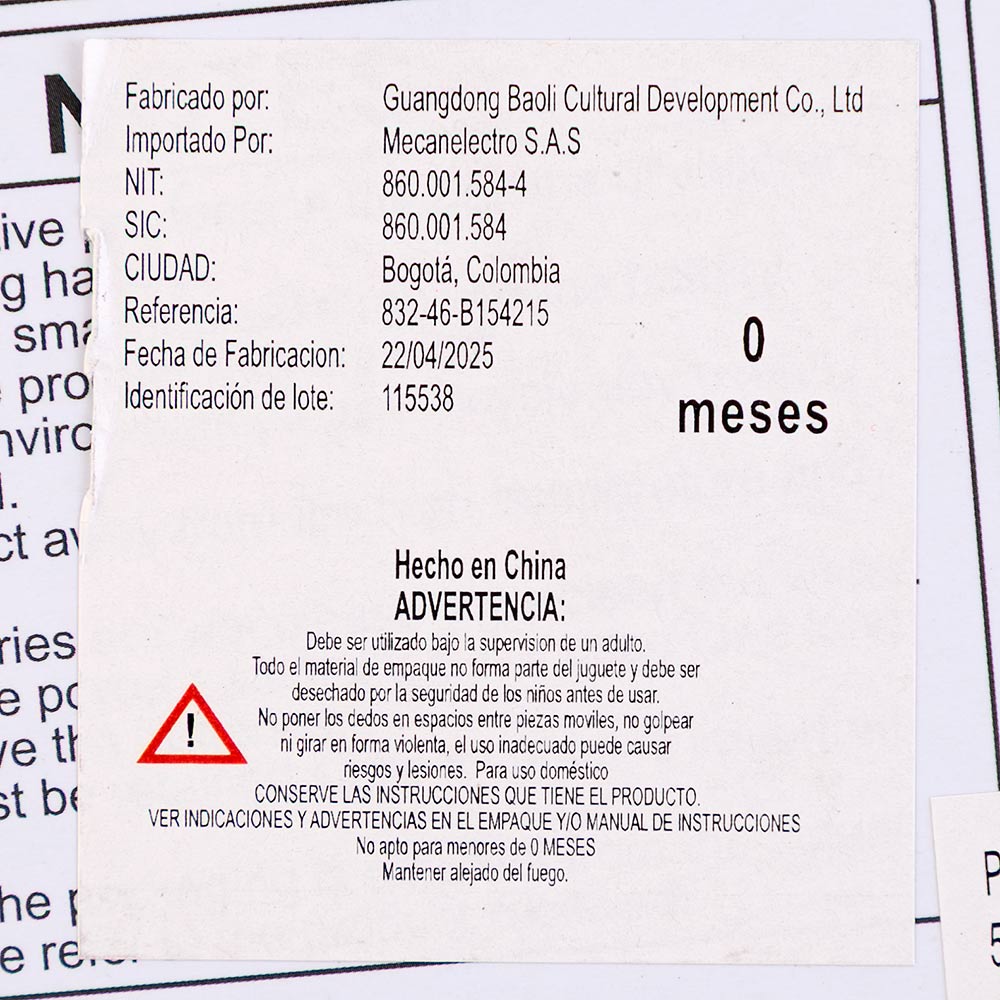 Fabricado por: Guangdong Baoli Cultural Development Co., Ltd
Importado Por: Mecanelectro S.A.S
NIT: 860.001.584-4
SIC: 860.001.584
CIUDAD: Bogotá, Colombia
Referencia: 832-46-B154215
Fecha de Fabricacion: 22/04/2025
Identificación de lote: 115538
0
meses
Hecho en China
ADVERTENCIA:
Debe ser utilizado bajo la supervision de un adulto.
Todo el material de empaque no forma parte del juguete y debe ser
desechado por la seguridad de los niños antes de usar.
No poner los dedos en espacios entre piezas moviles, no golpear
ni girar en forma violenta, el uso inadecuado puede causar
riesgos y lesiones. Para uso doméstico
CONSERVE LAS INSTRUCCIONES QUE TIENE EL PRODUCTO.
VER INDICACIONES Y ADVERTENCIAS EN EL EMPAQUE Y/O MANUAL DE INSTRUCCIONES
No apto para menores de 0 MESES
Mantener alejado del fuego.